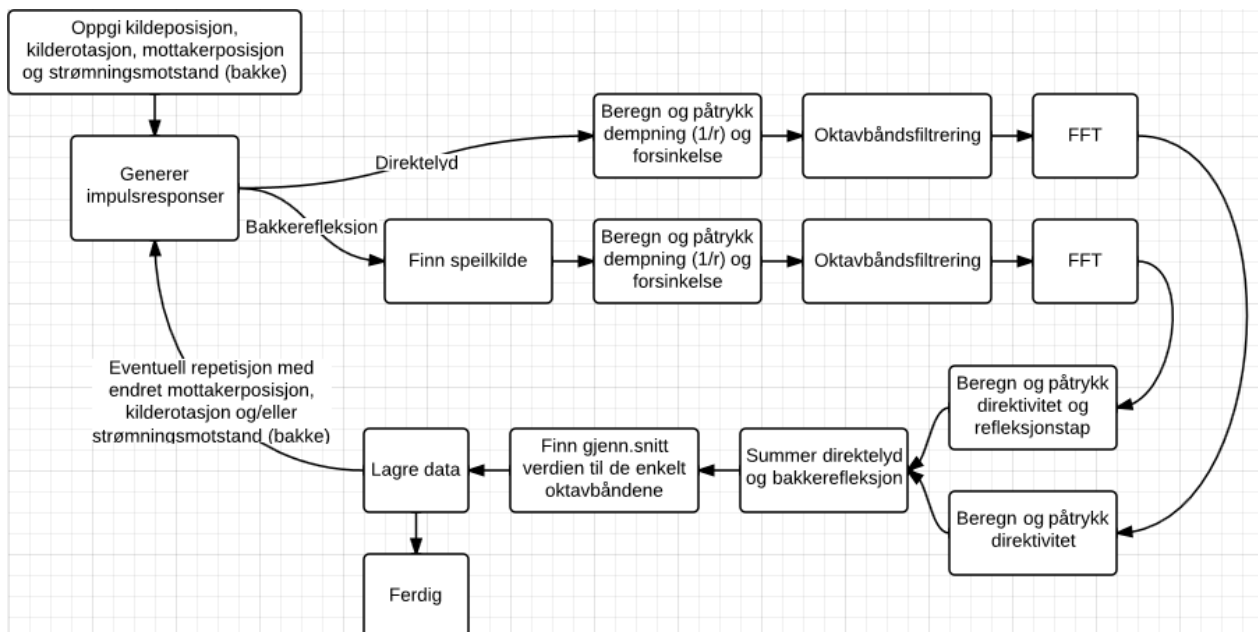 Oppgi kildeposisjon,
kilderotasjon, mottakerposisjon
og strømningsmotstand (bakke)
Generer
impulsresponser
Direktelyd
Beregn og påtrykk
dempning (1/r) og
forsinkelse
Oktavbåndsfiltrering
FFT
Bakkerefleksjon
Finn speilkilde
Beregn og påtrykk
dempning (1/r) og
forsinkelse
Oktavbåndsfiltrering
FFT
Beregn og påtrykk
direktivitet og
refleksjonstap
Beregn og påtrykk
direktivitet
Summer direktelyd
og bakkerefleksjon
Finn gjenn.snitt
verdien til de enkelt
oktavbåndene
Lagre data
Eventuell repetisjon med
endret mottakerposisjon,
kilderotasjon og/eller
strømningsmotstand (bakke)
Ferdig